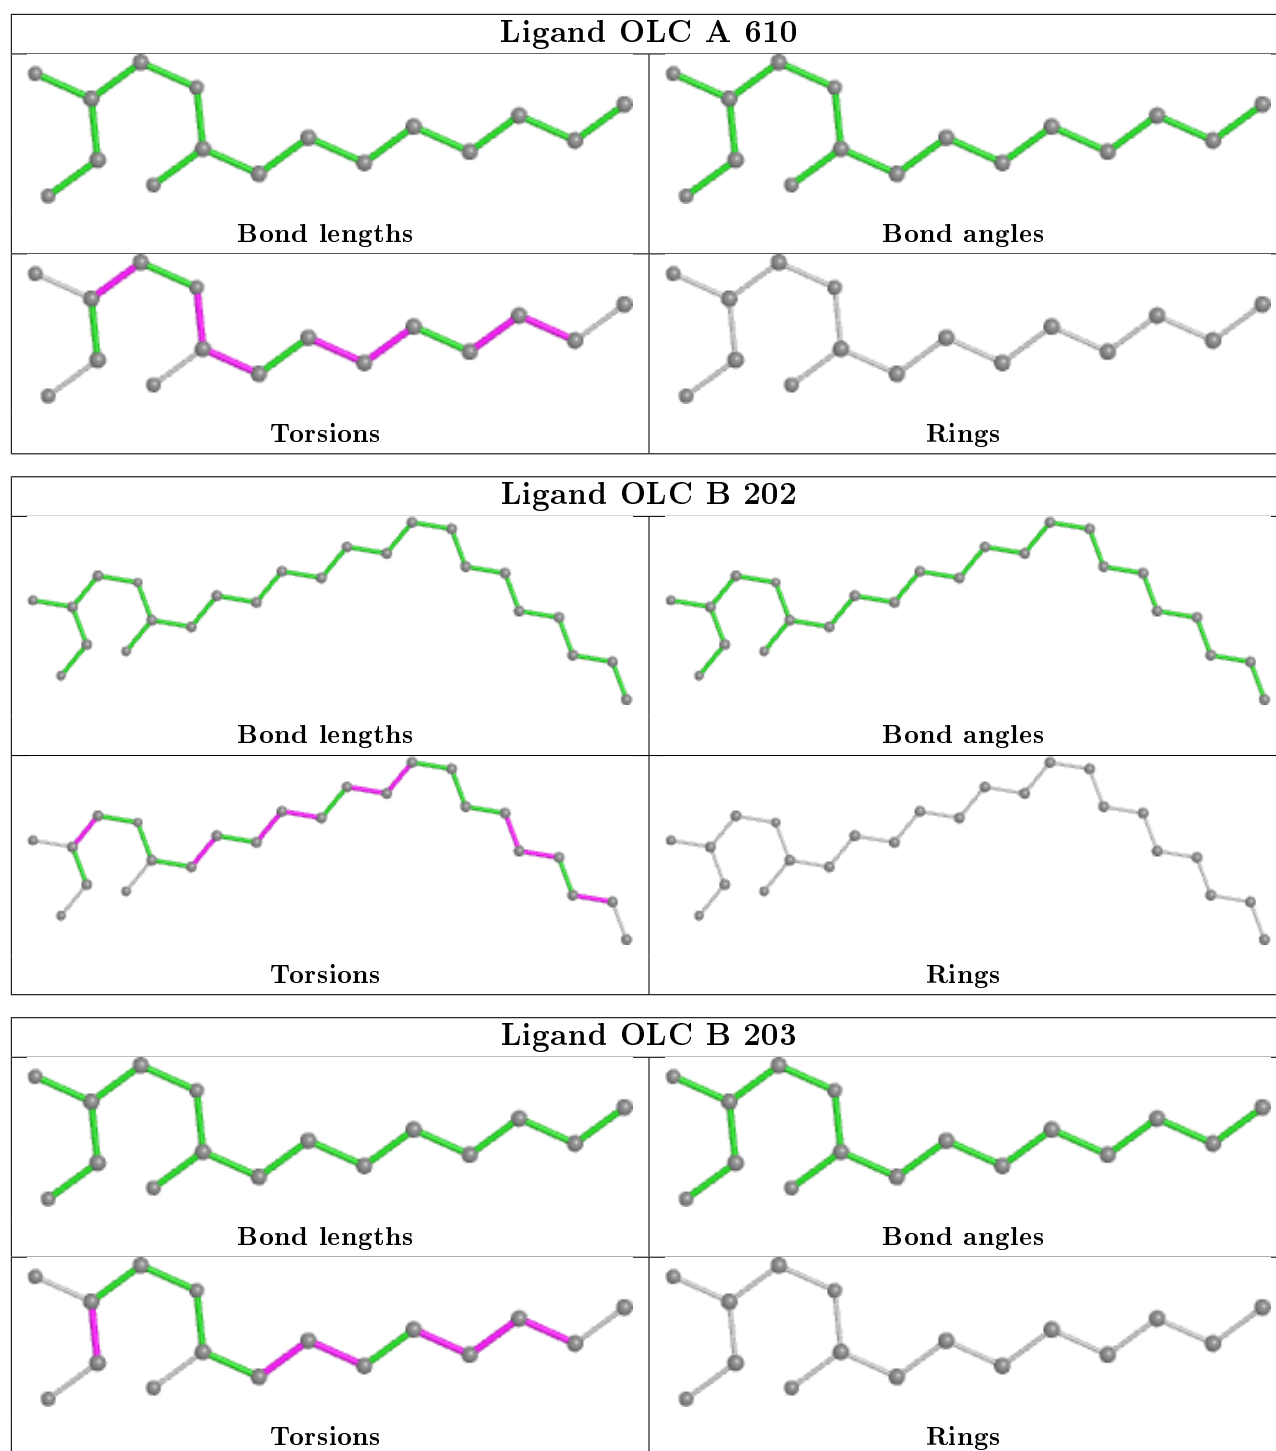 Ligand OLC A 610
Bond lengths
Bond angles
Torsions
Rings
Ligand OLC B 202
Bond lengths
Bond angles
Torsions
Rings
Ligand OLC B 203
Bond lengths
Bond angles
Torsions
Rings